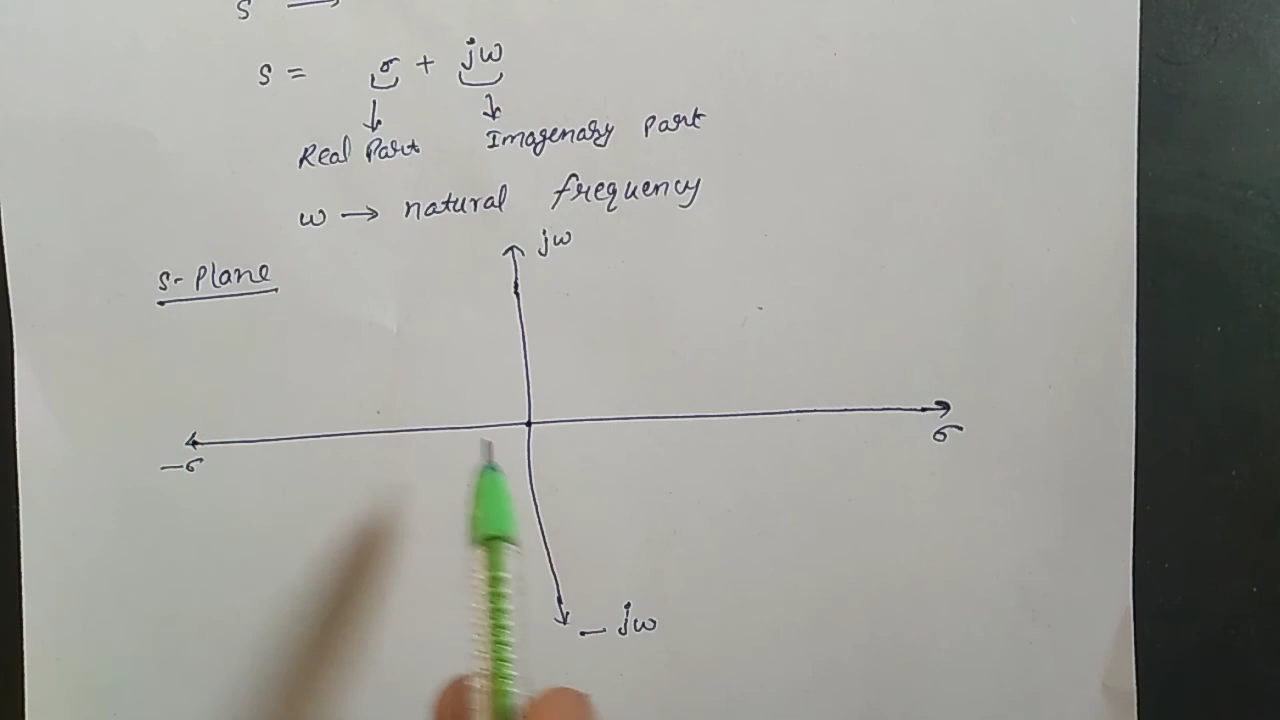 S →
S = σ + jω
Real Part Imagenary Part
ω → natural frequency
jω
S-Plane
-σ
σ
- jω